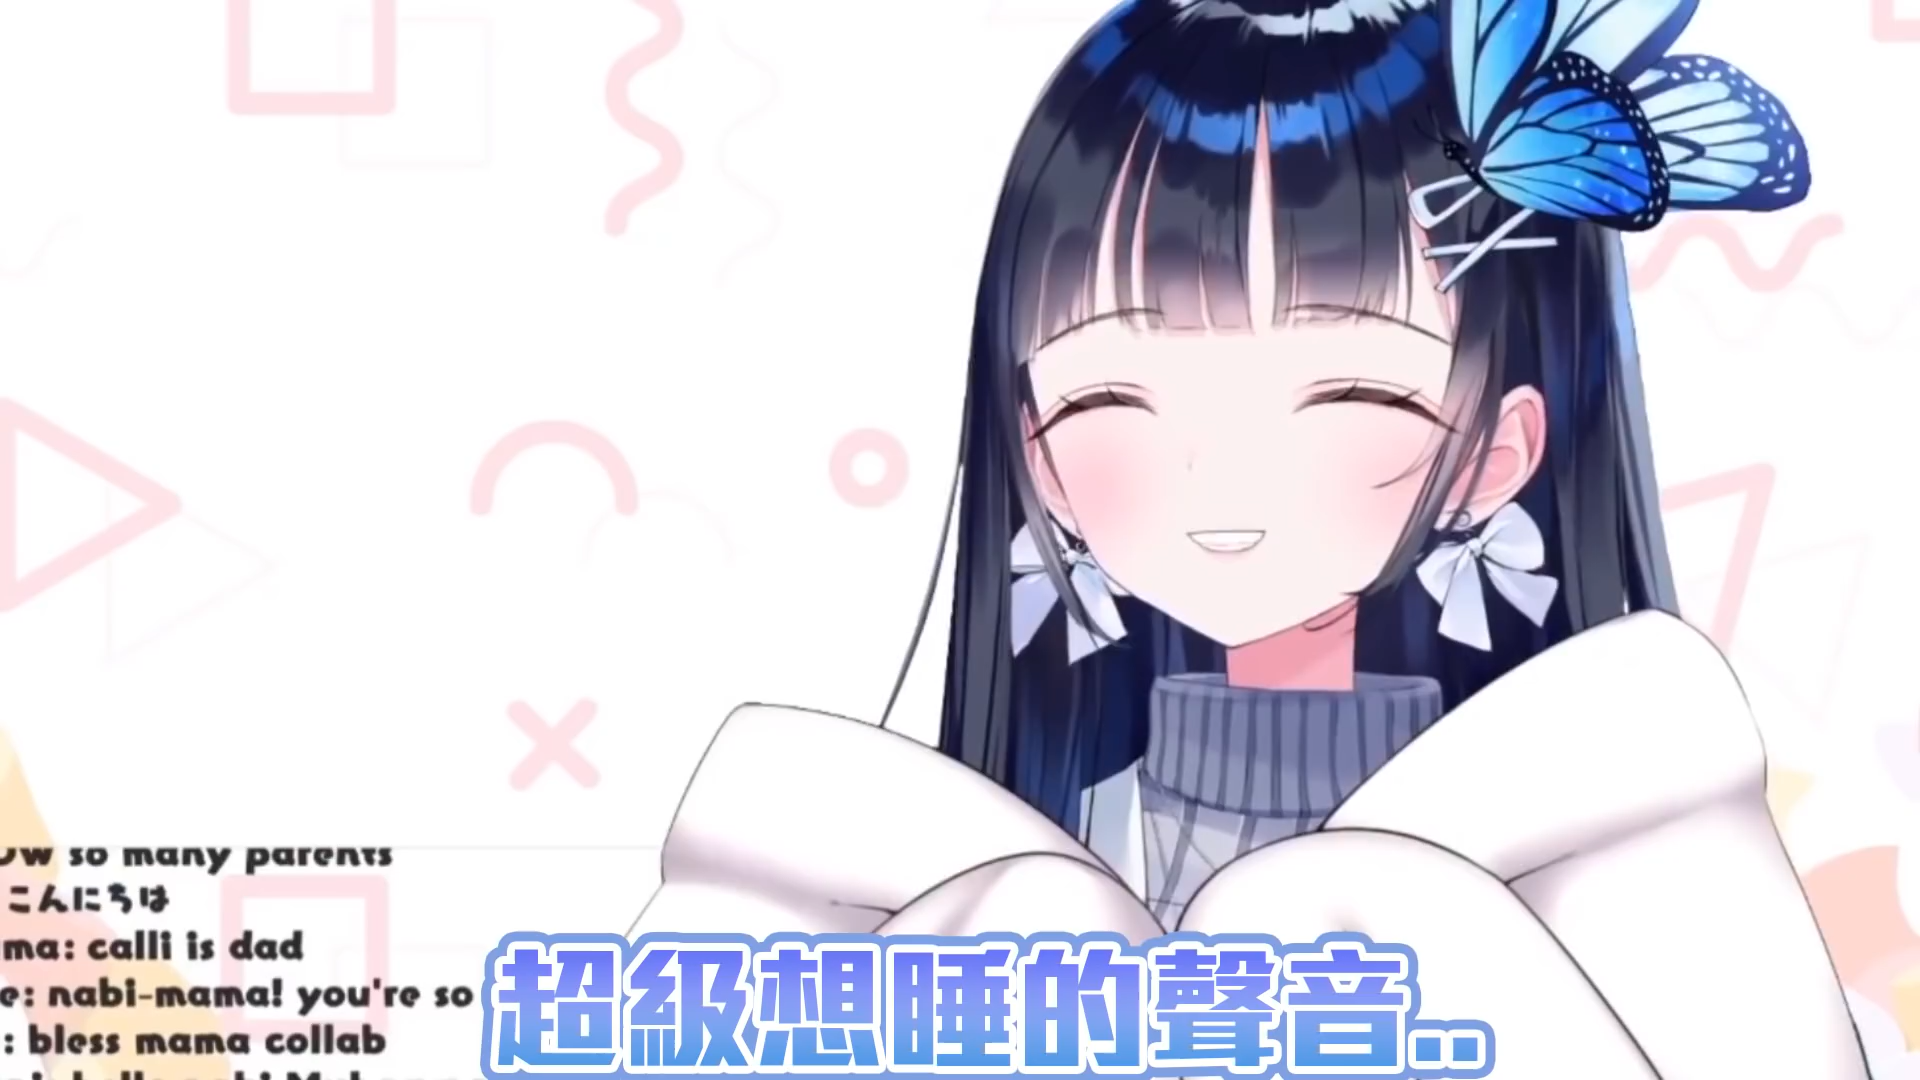 so many parents
こんにちは
ma: calli is dad
e: nabi-mama! you're so
: bless mama collab
超級想睡的聲音..